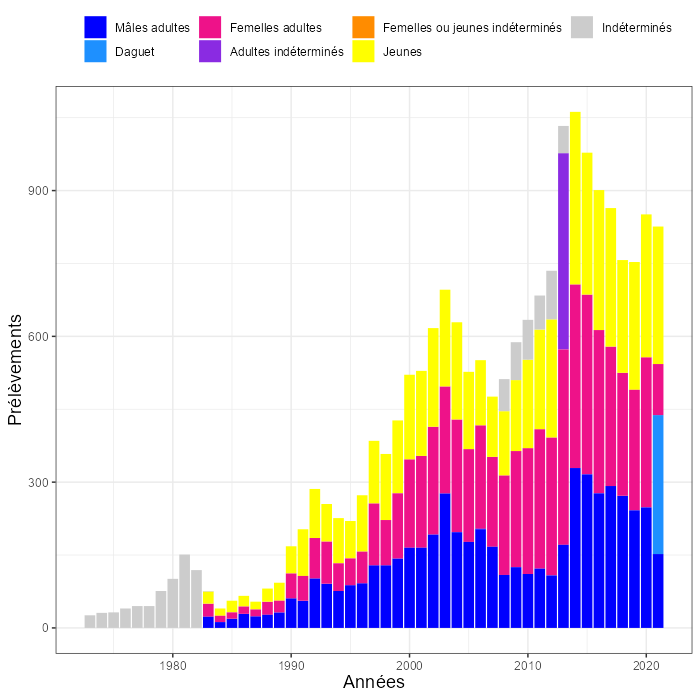 Mâles adultes Femelles adultes Femelles ou jeunes indéterminés Indéterminés
Daguet Adultes indéterminés Jeunes
900
600
300
0
Prélèvements
1980 1990 2000 2010 2020
Années